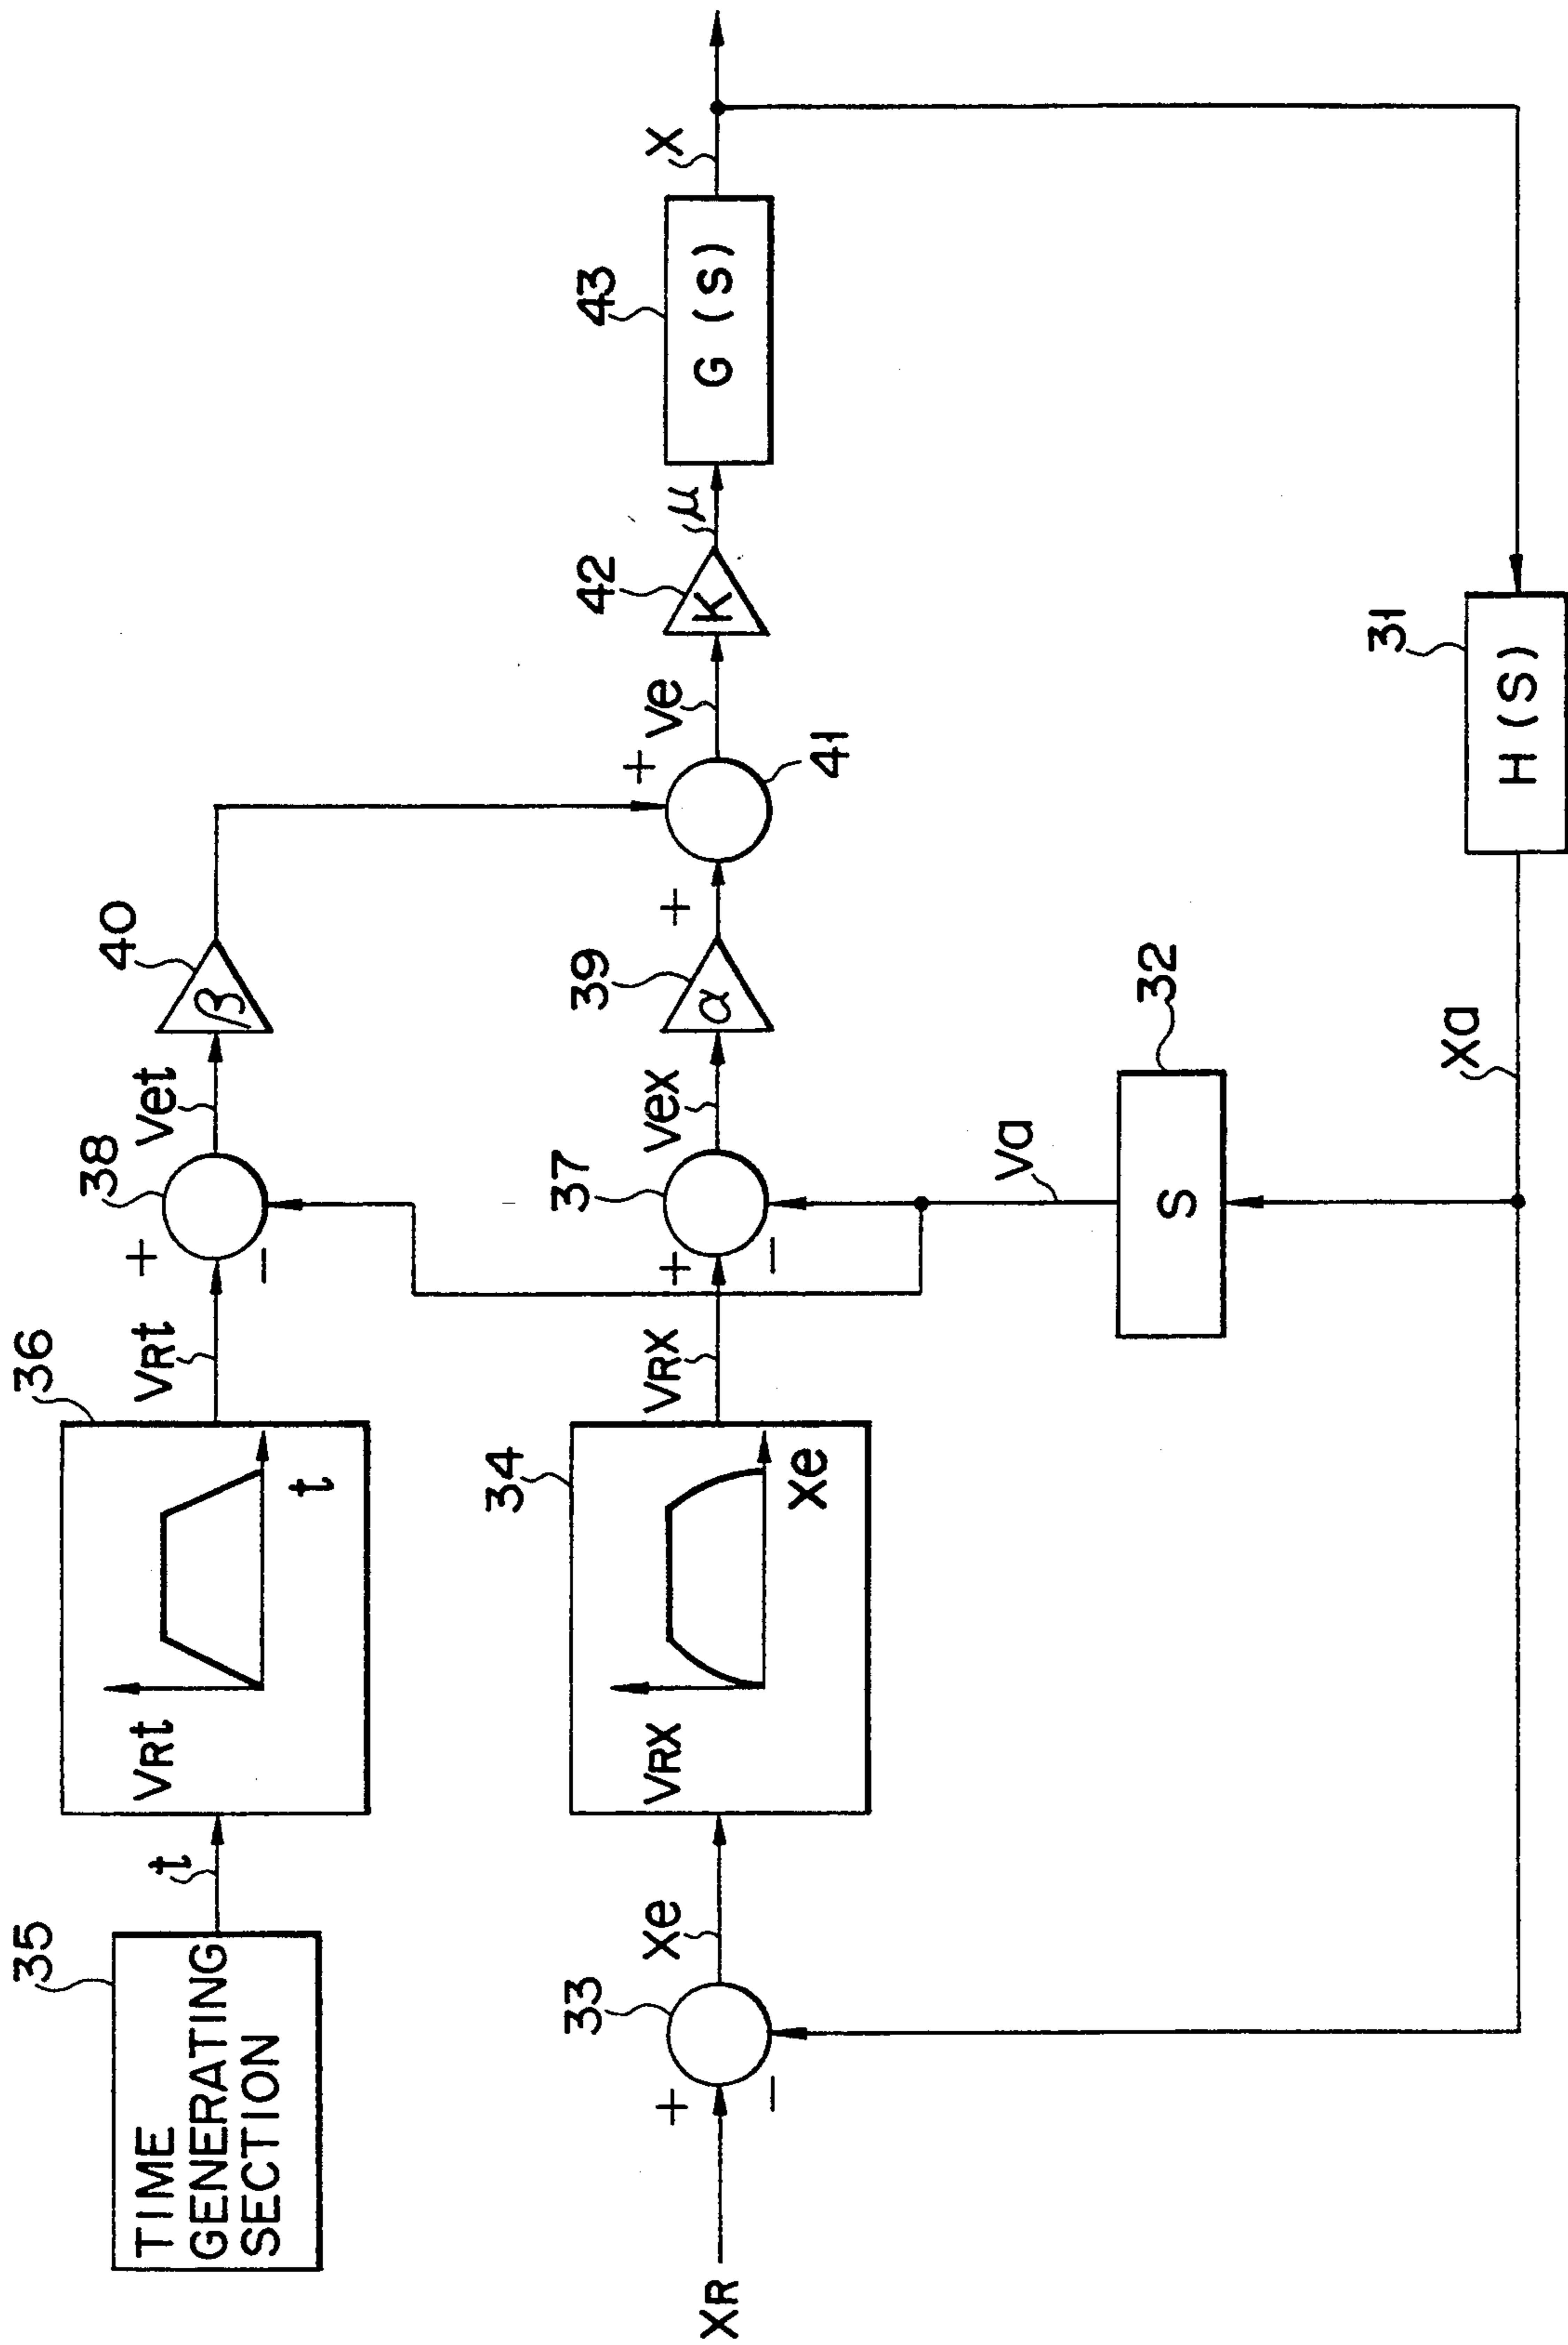 35
TIME
GENERATING
SECTION
t
36
VRt
t
VRt
38
+
−
Vet
40
β
XR
33
+
−
Xe
34
VRX
Xe
VRX
37
+
−
Vex
39
α
+
+
41
Ve
42
K
μ
43
G (S)
X
Va
32
S
Xa
31
H (S)